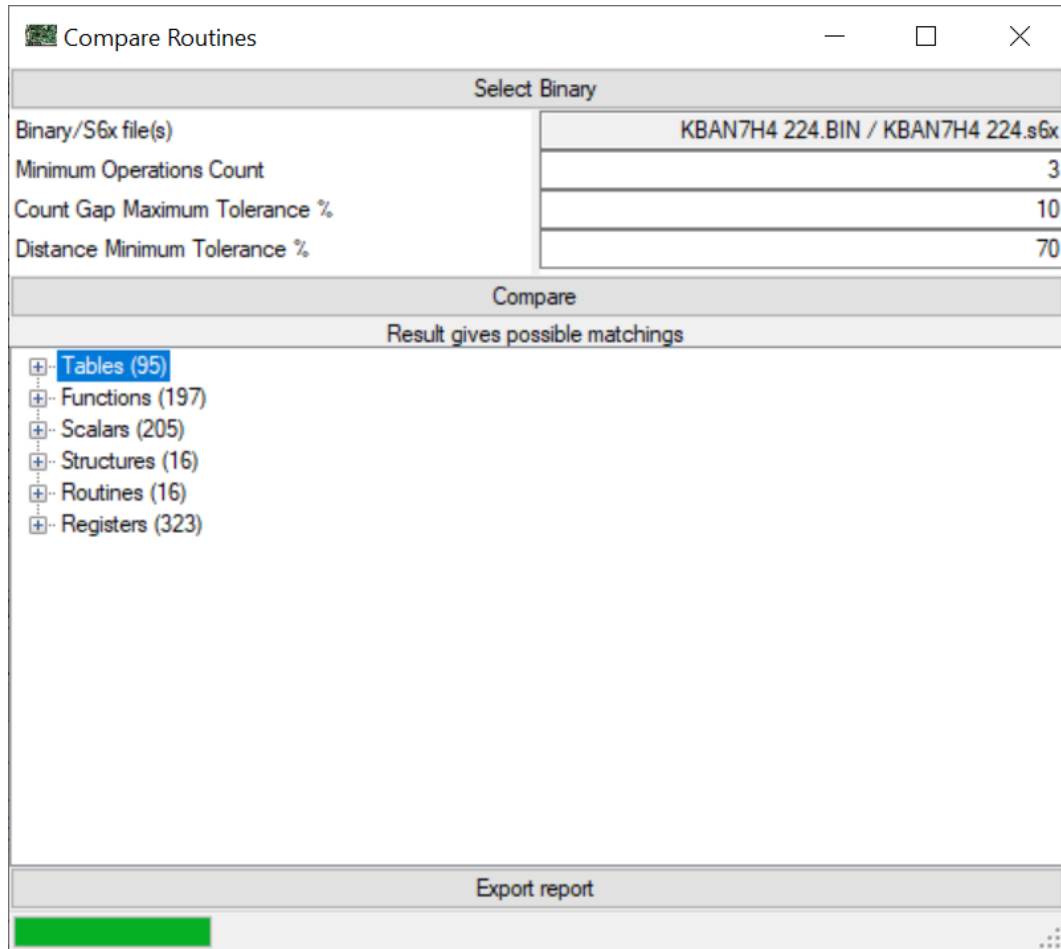 Compare Routines
Select Binary
Binary/S6x file(s) KBAN7H4 224.BIN / KBAN7H4 224.s6x
Minimum Operations Count 3
Count Gap Maximum Tolerance % 10
Distance Minimum Tolerance % 70
Compare
Result gives possible matchings
Tables (95)
Functions (197)
Scalars (205)
Structures (16)
Routines (16)
Registers (323)
Export report